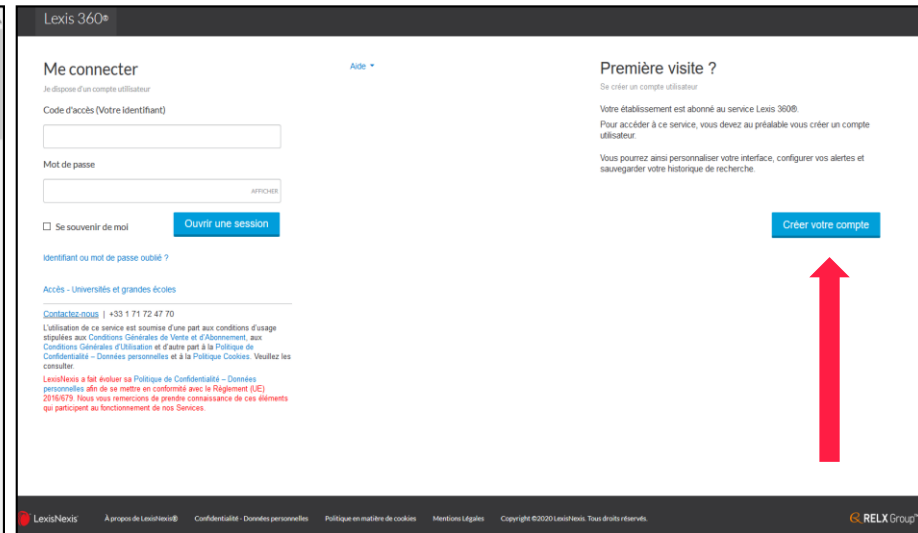 Lexis 360®
Me connecter
Je dispose d'un compte utilisateur
Code d'accès (Votre identifiant)
Mot de passe
AFFICHER
Se souvenir de moi
Ouvrir une session
Identifiant ou mot de passe oublié ?
Accès - Universités et grandes écoles
Contactez-nous | +33 1 71 72 47 70
L'utilisation de ce service est soumise d'une part aux conditions d'usage
stipulées aux Conditions Générales de Vente et d'Abonnement, aux
Conditions Générales d'Utilisation et d'autre part à la Politique de
Confidentialité – Données personnelles et à la Politique Cookies. Veuillez les
consulter.
LexisNexis a fait évoluer sa Politique de Confidentialité – Données
personnelles afin de se mettre en conformité avec le Règlement (UE)
2016/679. Nous vous remercions de prendre connaissance de ces éléments
qui participent au fonctionnement de nos Services.
Aide
Première visite ?
Se créer un compte utilisateur
Votre établissement est abonné au service Lexis 360®.
Pour accéder à ce service, vous devez au préalable vous créer un compte
utilisateur.
Vous pourrez ainsi personnaliser votre interface, configurer vos alertes et
sauvegarder votre historique de recherche.
Créer votre compte
LexisNexis® À propos de LexisNexis® Confidentialité - Données personnelles Politique en matière de cookies Mentions Légales Copyright ©2020 LexisNexis. Tous droits réservés. RELX Group™